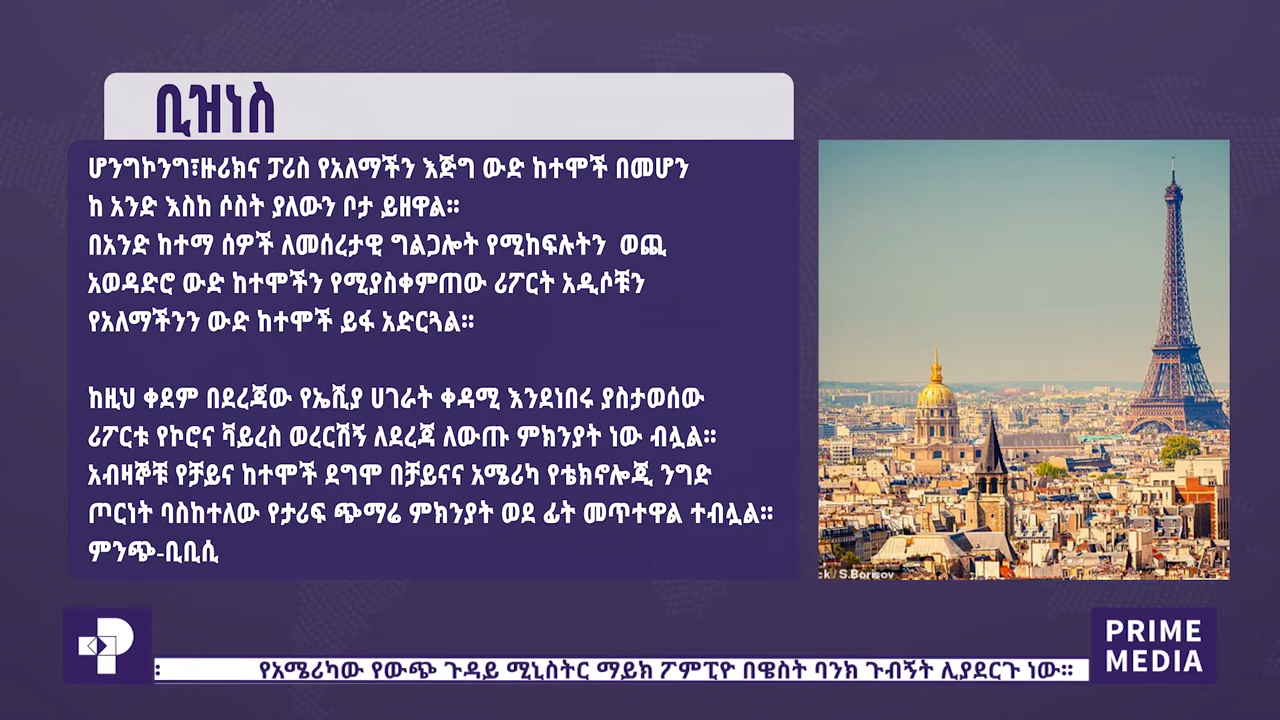 ቢዝነስ
ሆንግኮንግ፣ዙሪክና ፓሪስ የአለማችን እጅግ ውድ ከተሞች በመሆን
ከ አንድ እስከ ሶስት ያለውን ቦታ ይዘዋል።
በአንድ ከተማ ሰዎች ለመሰረታዊ ግልጋሎት የሚከፍሉትን ወጪ
አወዳድሮ ውድ ከተሞችን የሚያስቀምጠው ሪፖርት አዲሶቹን
የአለማችንን ውድ ከተሞች ይፋ አድርጓል።
ከዚህ ቀደም በደረጃው የኤሺያ ሀገራት ቀዳሚ እንደነበሩ ያስታወሰው
ሪፖርቱ የኮሮና ቫይረስ ወረርሽኝ ለደረጃ ለውጡ ምክንያት ነው ብሏል።
አብዛኞቹ የቻይና ከተሞች ደግሞ በቻይናና አሜሪካ የቴክኖሎጂ ንግድ
ጦርነት ባስከተለው የታሪፍ ጭማሬ ምክንያት ወደ ፊት መጥተዋል ተብሏል።
ምንጭ-ቢቢሲ
ck / S.Borisov
PRIME
MEDIA
የአሜሪካው የውጭ ጉዳይ ሚኒስትር ማይክ ፖምፒዮ በዌስት ባንክ ጉብኝት ሊያደርጉ ነው።